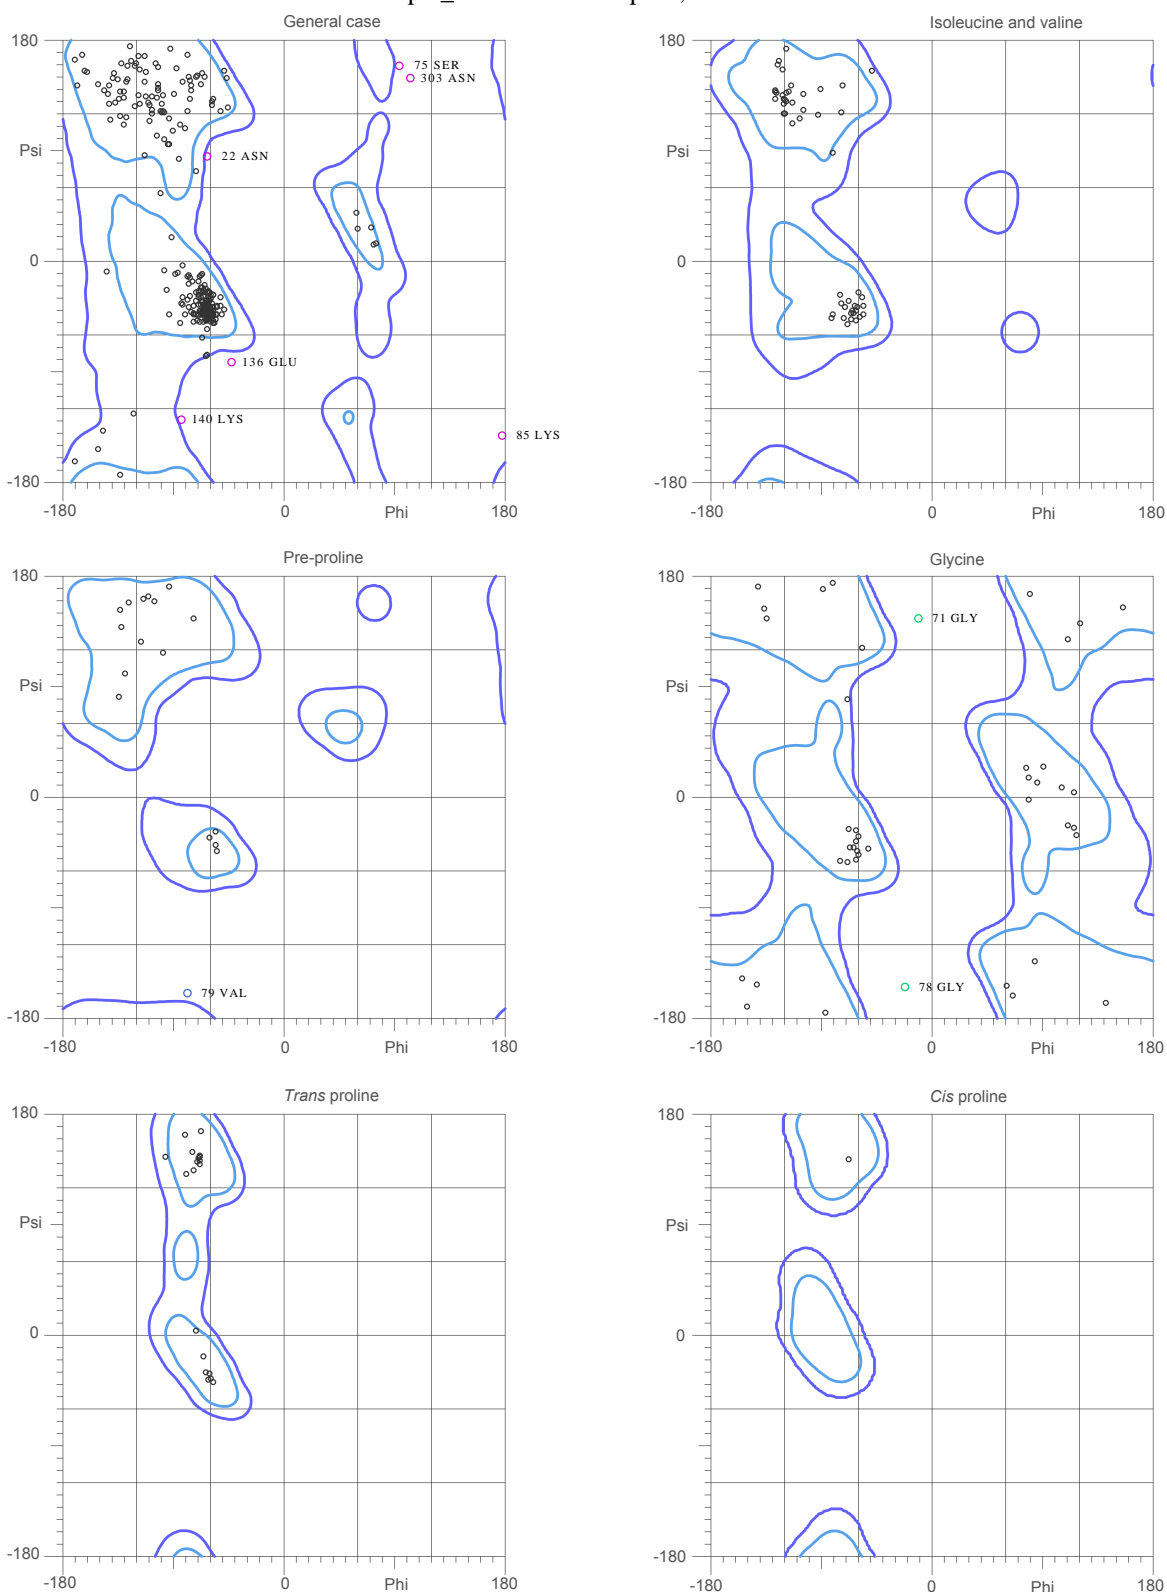 General case
Isoleucine and valine
180
75 SER
303 ASN
Psi
22 ASN
0
136 GLU
140 LYS
85 LYS
-180
-180
0
Phi
180
180
Psi
0
-180
-180
0
Phi
180
Pre-proline
Glycine
180
Psi
0
79 VAL
-180
-180
0
Phi
180
180
71 GLY
Psi
0
78 GLY
-180
-180
0
Phi
180
Trans proline
Cis proline
180
Psi
0
-180
-180
0
Phi
180
180
Psi
0
-180
-180
0
Phi
180